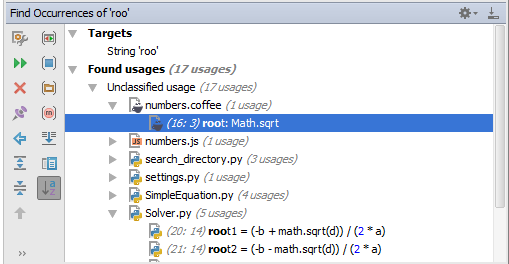 Find Occurrences of 'roo'
Targets
String 'roo'
Found usages (17 usages)
Unclassified usage (17 usages)
numbers.coffee (1 usage)
(16: 3) root: Math.sqrt
numbers.js (1 usage)
search_directory.py (3 usages)
settings.py (1 usage)
SimpleEquation.py (4 usages)
Solver.py (5 usages)
(20: 14) root1 = (-b + math.sqrt(d)) / (2 * a)
(21: 14) root2 = (-b - math.sqrt(d)) / (2 * a)